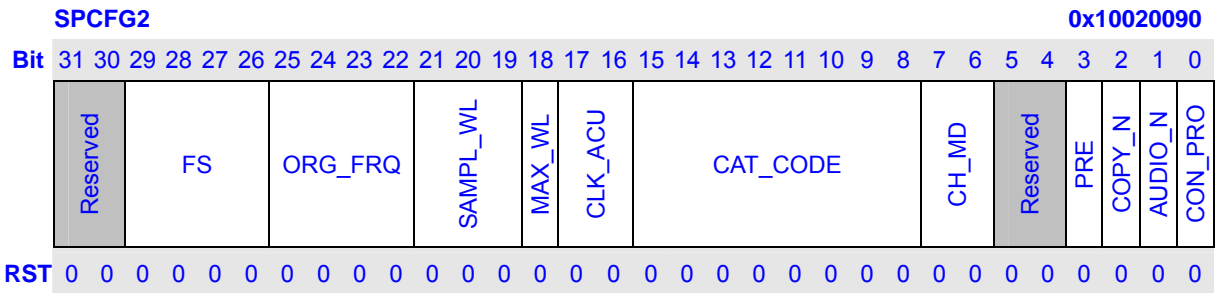 SPCFG2 0x10020090
Bit 31 30 29 28 27 26 25 24 23 22 21 20 19 18 17 16 15 14 13 12 11 10 9 8 7 6 5 4 3 2 1 0
Reserved FS ORG_FRQ SAMPL_WL MAX_WL CLK_ACU CAT_CODE CH_MD Reserved PRE COPY_N AUDIO_N CON_PRO
RST 0 0 0 0 0 0 0 0 0 0 0 0 0 0 0 0 0 0 0 0 0 0 0 0 0 0 0 0 0 0 0 0